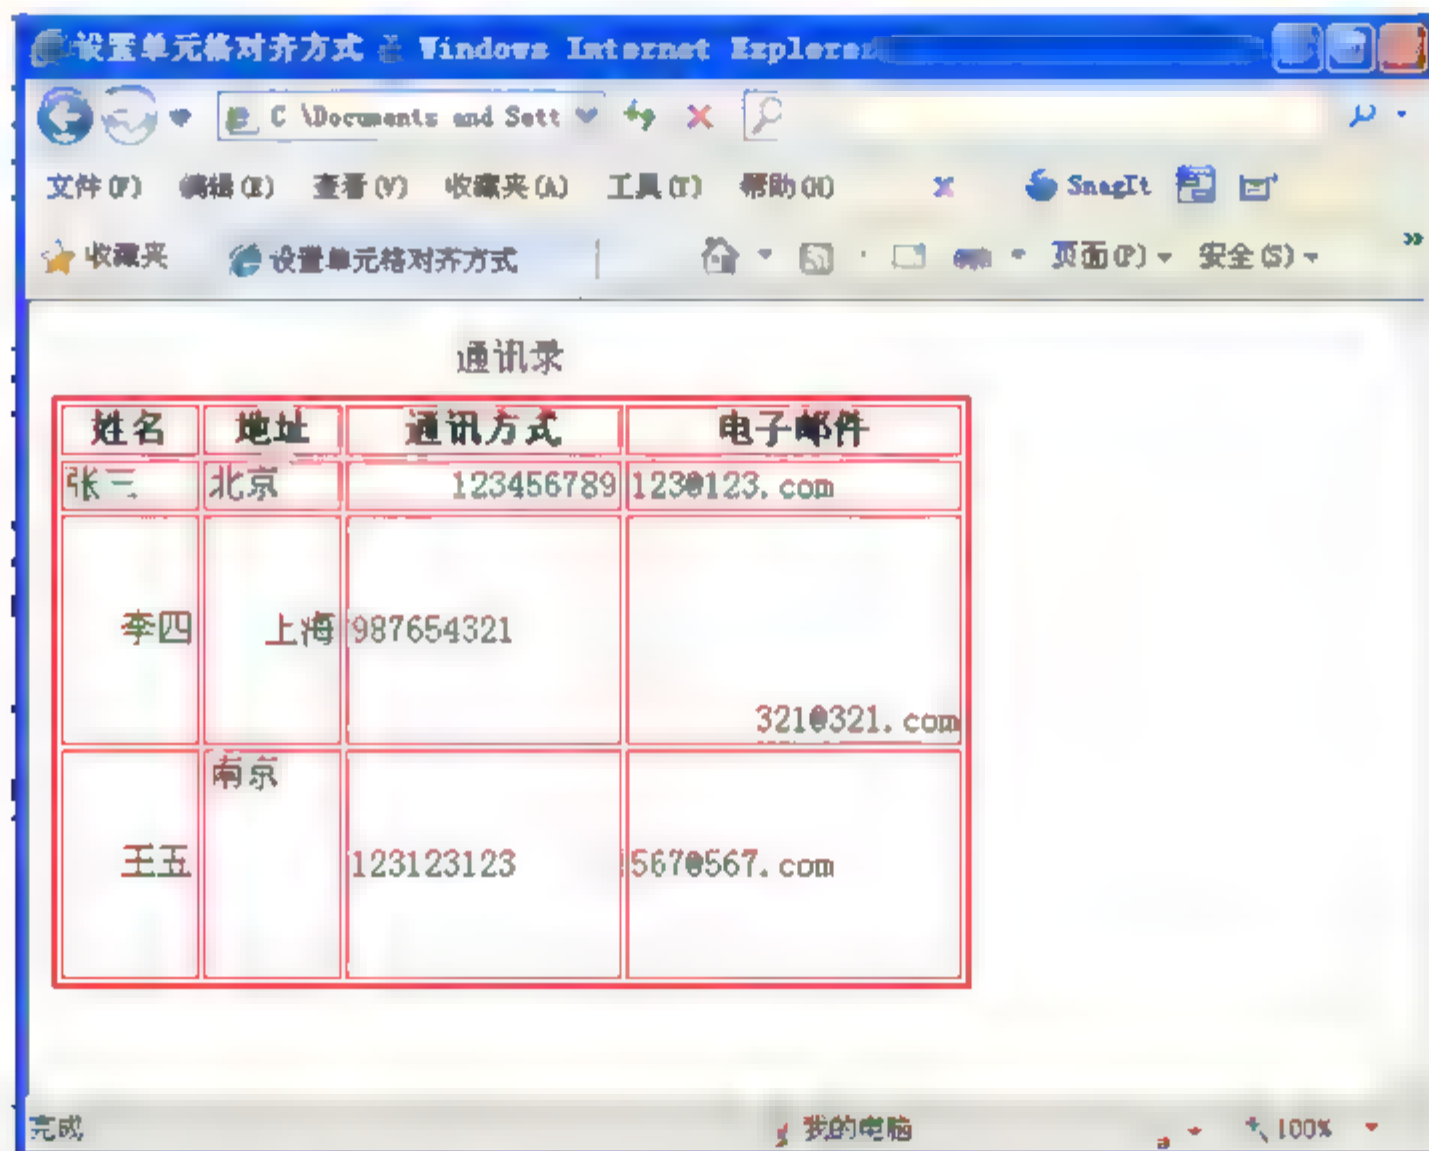 设置单元格对齐方式 - Windows Internet Explorer
C:\Documents and Sett
文件(F) 编辑(E) 查看(V) 收藏夹(A) 工具(T) 帮助(H) x SnagIt
收藏夹 设置单元格对齐方式 页面(P) 安全(S) »
通讯录
姓名 地址 通讯方式 电子邮件
张三 北京 123456789 123@123.com
李四 上海 987654321 321@321.com
王五 南京 123123123 567@567.com
完成 我的电脑 100%